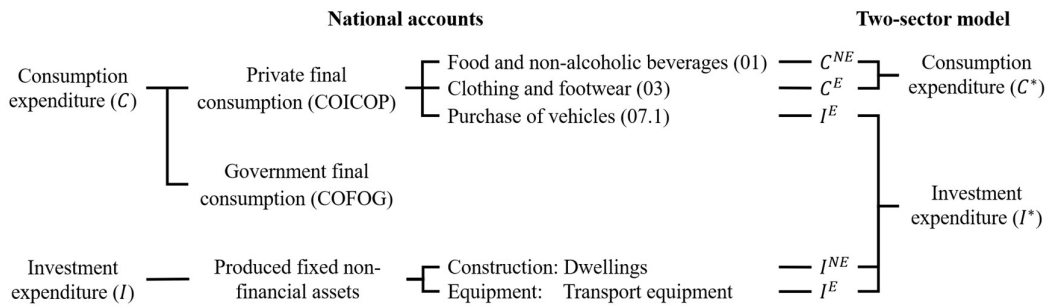 National accounts
Two-sector model
Food and non-alcoholic beverages (01)
C^{NE}
Consumption
expenditure (C)
Private final
consumption (COICOP)
Clothing and footwear (03)
C^{E}
Consumption
expenditure (C*)
Purchase of vehicles (07.1)
I^{E}
Government final
consumption (COFOG)
Investment
expenditure (I*)
Investment
expenditure (I)
Produced fixed non-
financial assets
Construction: Dwellings
I^{NE}
Equipment: Transport equipment
I^{E}